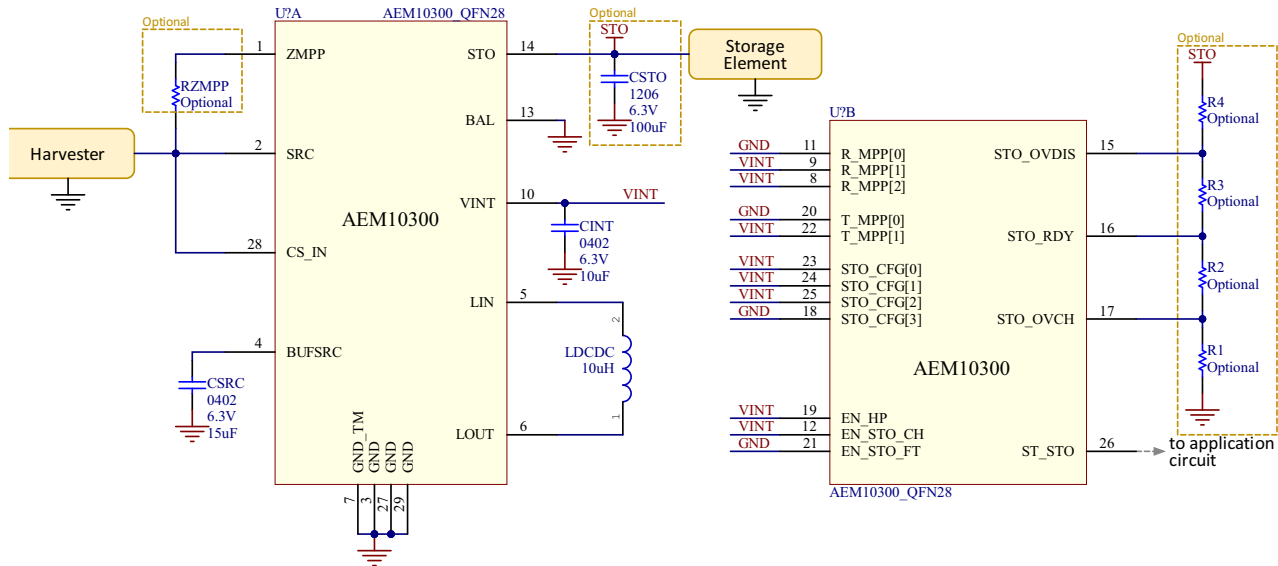 U?A
AEM10300_QFN28
Optional
1
ZMPP
RZMPP
Optional
Harvester
2
SRC
28
CS_IN
4
BUFSRC
CSRC
0402
6.3V
15uF
AEM10300
STO
14
BAL
13
VINT
10
VINT
CINT
0402
6.3V
10uF
LIN
5
2
LDCDC
10uH
1
LOUT
6
GND_TM
GND
GND
GND
7
3
27
29
Optional
STO
CSTO
1206
6.3V
100uF
Storage
Element
U?B
GND
11
R_MPP[0]
VINT
9
R_MPP[1]
VINT
8
R_MPP[2]
GND
20
T_MPP[0]
VINT
22
T_MPP[1]
VINT
23
STO_CFG[0]
VINT
24
STO_CFG[1]
VINT
25
STO_CFG[2]
GND
18
STO_CFG[3]
AEM10300
VINT
19
EN_HP
VINT
12
EN_STO_CH
GND
21
EN_STO_FT
AEM10300_QFN28
STO_OVDIS
15
STO_RDY
16
STO_OVCH
17
ST_STO
26
to application
circuit
Optional
STO
R4
Optional
R3
Optional
R2
Optional
R1
Optional